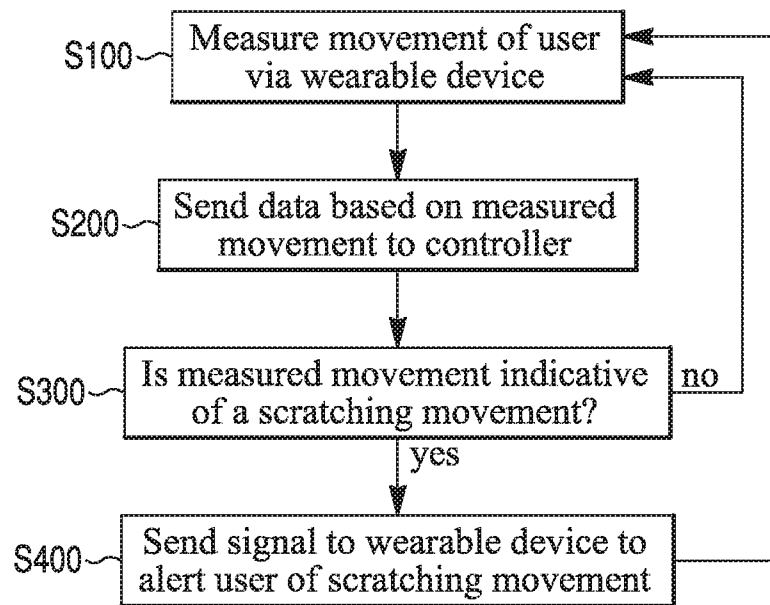 S100
Measure movement of user
via wearable device
S200
Send data based on measured
movement to controller
S300
Is measured movement indicative
of a scratching movement?
no
yes
S400
Send signal to wearable device to
alert user of scratching movement